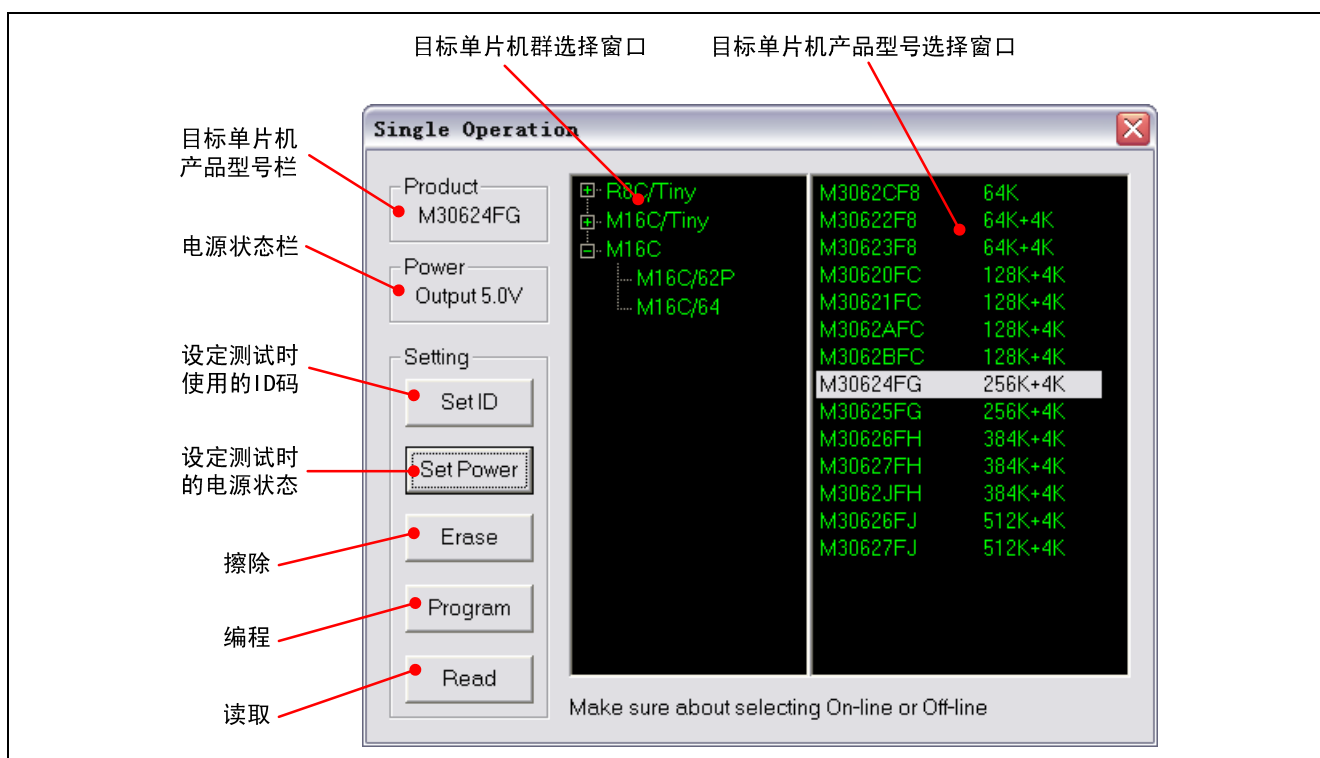 目标单片机群选择窗口
目标单片机产品型号选择窗口
目标单片机
产品型号栏
电源状态栏
设定测试时
使用的ID码
设定测试时
的电源状态
擦除
编程
读取
Single Operation
Product
M30624FG
Power
Output 5.0V
Setting
Set ID
Set Power
Erase
Program
Read
R8C/Tiny
M16C/Tiny
M16C
M16C/62P
M16C/64
M3062CF8 64K
M30622F8 64K+4K
M30623F8 64K+4K
M30620FC 128K+4K
M30621FC 128K+4K
M3062AFC 128K+4K
M3062BFC 128K+4K
M30624FG 256K+4K
M30625FG 256K+4K
M30626FH 384K+4K
M30627FH 384K+4K
M3062JFH 384K+4K
M30626FJ 512K+4K
M30627FJ 512K+4K
Make sure about selecting On-line or Off-line